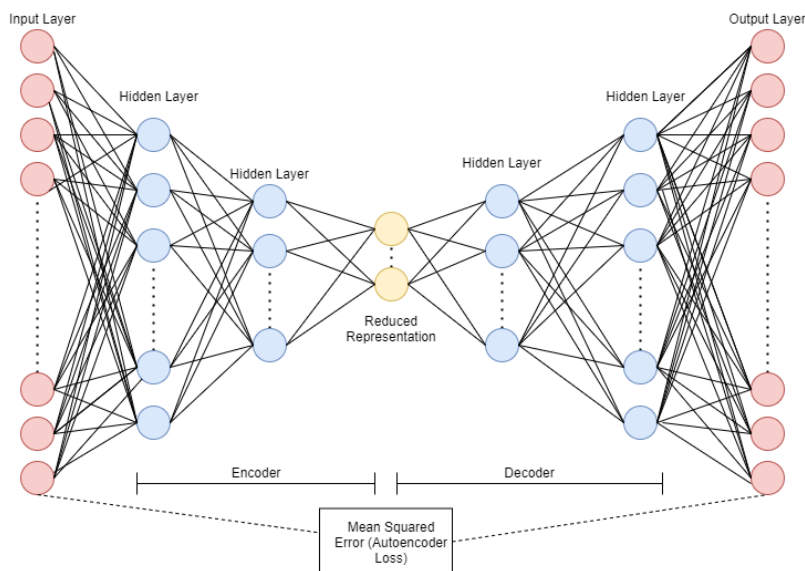 Input Layer
Output Layer
Hidden Layer
Hidden Layer
Hidden Layer
Hidden Layer
Reduced
Representation
Encoder
Decoder
Mean Squared
Error (Autoencoder
Loss)